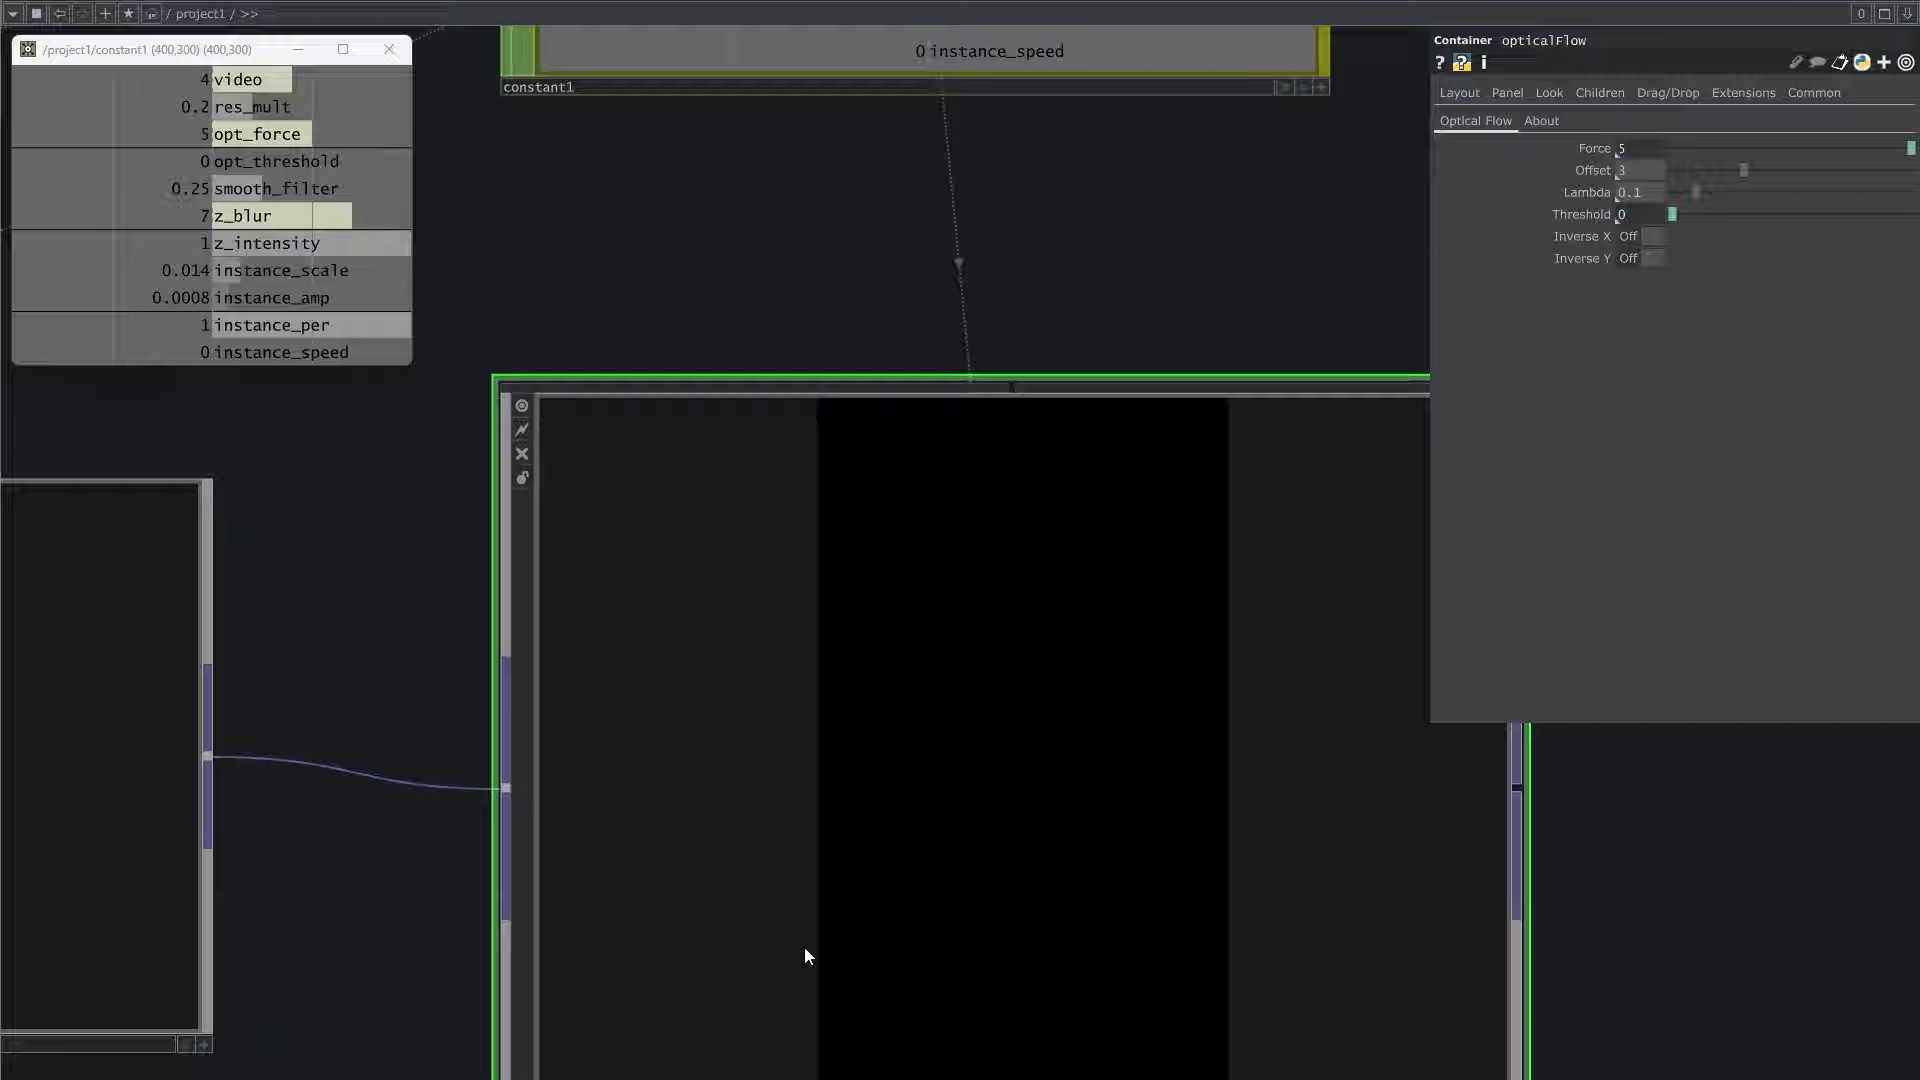 / project1 / >>
0
/project1/constant1 (400,300) (400,300)
4 video
0.2 res_mult
5 opt_force
0 opt_threshold
0.25 smooth_filter
7 z_blur
1 z_intensity
0.014 instance_scale
0.0008 instance_amp
1 instance_per
0 instance_speed
0 instance_speed
constant1
Container opticalFlow
? ? i
Layout Panel Look Children Drag/Drop Extensions Common
Optical Flow About
Force 5
Offset 3
Lambda 0.1
Threshold 0
Inverse X Off
Inverse Y Off